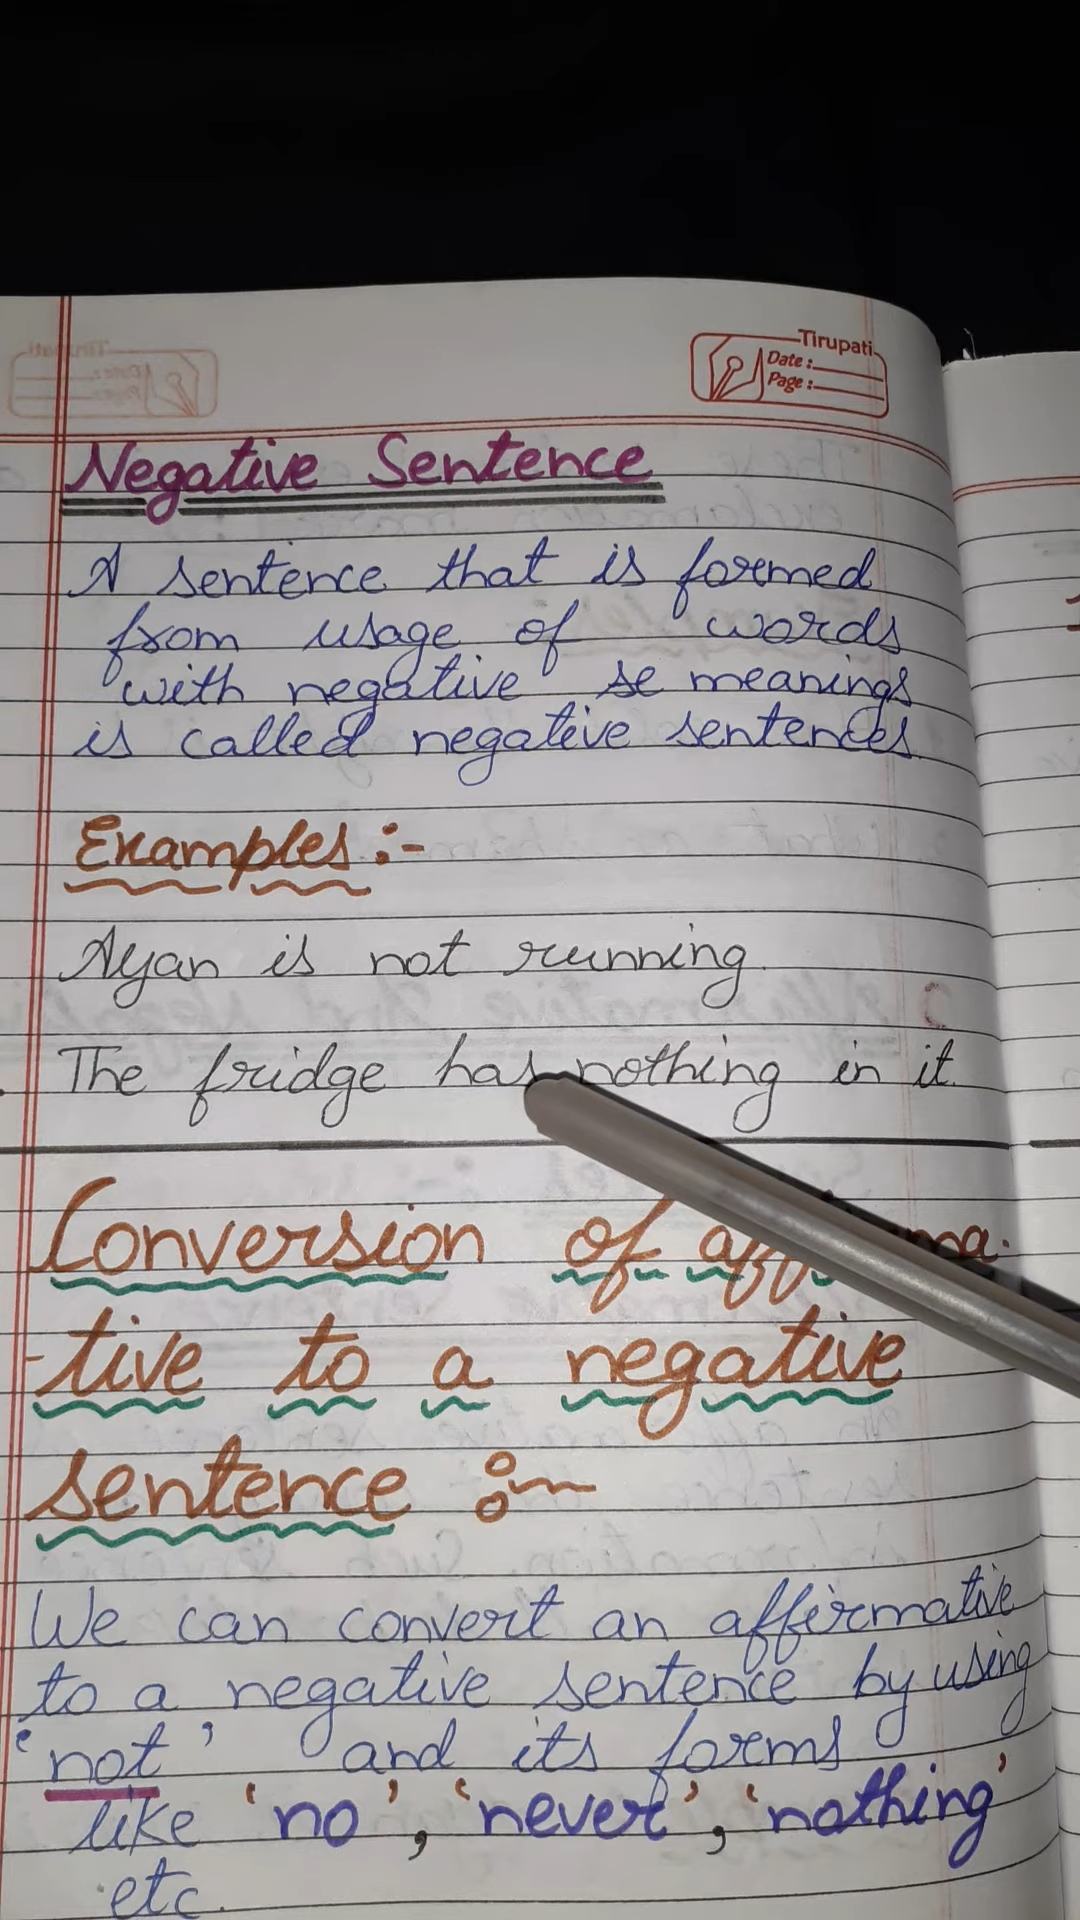 Tirupati
Date :
Page :
Negative Sentence
A sentence that is formed
from usage of words
with negative se meanings
is called negative sentences.
Examples :-
Ayan is not running.
The fridge has nothing in it.
Conversion of affirma-
-tive to a negative
sentence :-
We can convert an affirmative
to a negative sentence by using
'not' and its forms
like 'no', 'never', 'nothing'
etc.